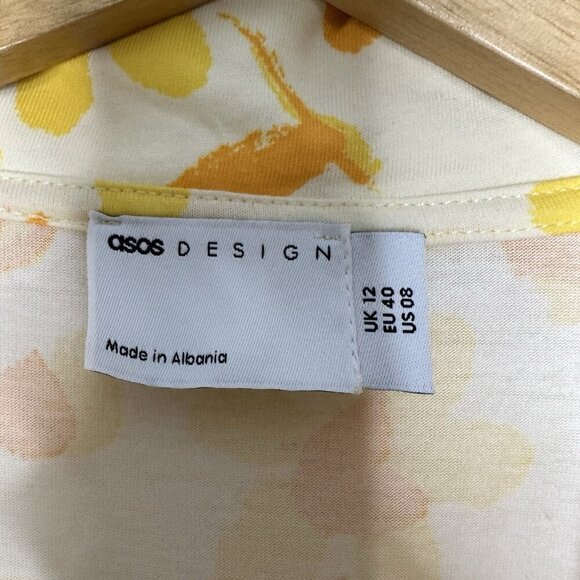 asos DESIGN
Made in Albania
UK 12
EU 40
US 08